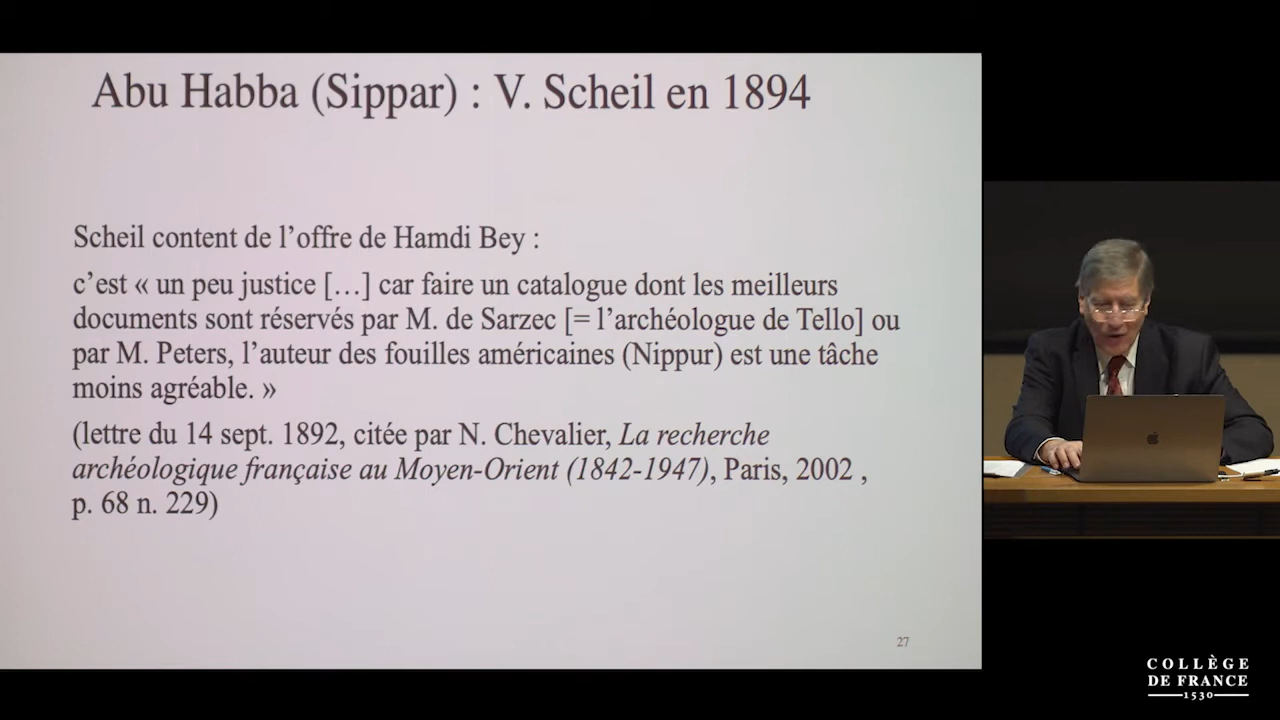 Abu Habba (Sippar) : V. Scheil en 1894
Scheil content de l’offre de Hamdi Bey :
c’est « un peu justice […] car faire un catalogue dont les meilleurs
documents sont réservés par M. de Sarzec [= l’archéologue de Tello] ou
par M. Peters, l’auteur des fouilles américaines (Nippur) est une tâche
moins agréable. »
(lettre du 14 sept. 1892, citée par N. Chevalier, La recherche
archéologique française au Moyen-Orient (1842-1947), Paris, 2002 ,
p. 68 n. 229)
27
COLLÈGE
DE FRANCE
1530